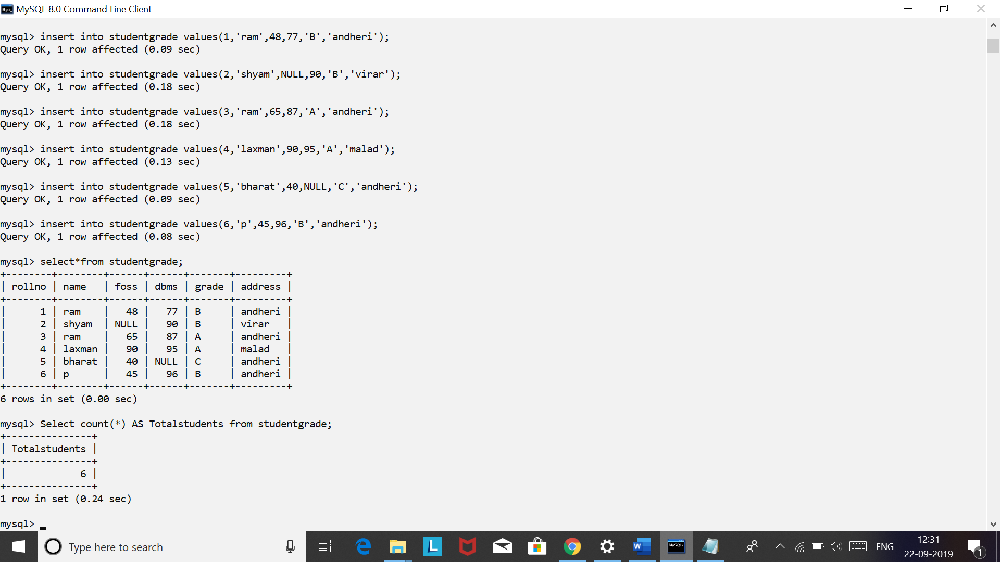 MySQL 8.0 Command Line Client
mysql> insert into studentgrade values(1,'ram',48,77,'B','andheri');
Query OK, 1 row affected (0.09 sec)
mysql> insert into studentgrade values(2,'shyam',NULL,90,'B','virar');
Query OK, 1 row affected (0.18 sec)
mysql> insert into studentgrade values(3,'ram',65,87,'A','andheri');
Query OK, 1 row affected (0.18 sec)
mysql> insert into studentgrade values(4,'laxman',90,95,'A','malad');
Query OK, 1 row affected (0.13 sec)
mysql> insert into studentgrade values(5,'bharat',40,NULL,'C','andheri');
Query OK, 1 row affected (0.09 sec)
mysql> insert into studentgrade values(6,'p',45,96,'B','andheri');
Query OK, 1 row affected (0.08 sec)
mysql> select*from studentgrade;
+--------+--------+------+------+-------+---------+
| rollno | name   | foss | dbms | grade | address |
+--------+--------+------+------+-------+---------+
|      1 | ram    |   48 |   77 | B     | andheri |
|      2 | shyam  | NULL |   90 | B     | virar   |
|      3 | ram    |   65 |   87 | A     | andheri |
|      4 | laxman |   90 |   95 | A     | malad   |
|      5 | bharat |   40 | NULL | C     | andheri |
|      6 | p      |   45 |   96 | B     | andheri |
+--------+--------+------+------+-------+---------+
6 rows in set (0.00 sec)
mysql> Select count(*) AS Totalstudents from studentgrade;
+---------------+
| Totalstudents |
+---------------+
|             6 |
+---------------+
1 row in set (0.24 sec)
mysql>
Type here to search
L
W
MySQL
ENG
12:31
22-09-2019
1